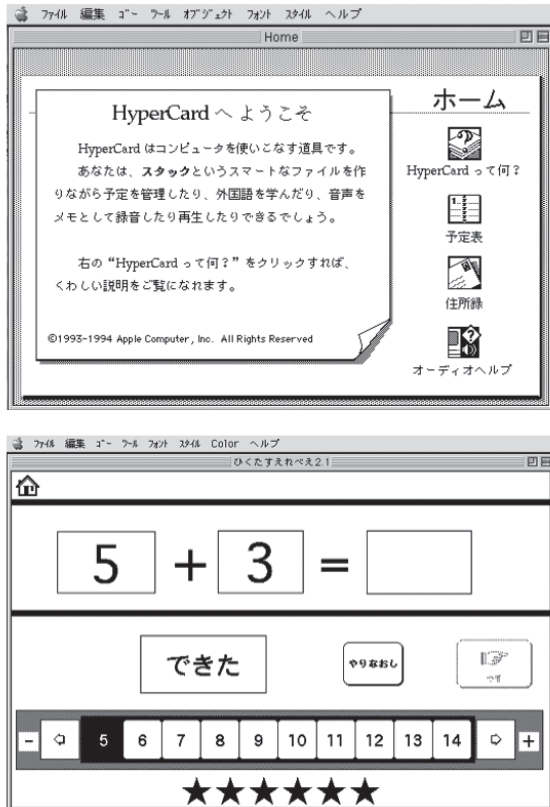 ファイル 編集 ゴー ツール オブジェクト フォント スタイル ヘルプ
Home
HyperCard へ ようこそ
HyperCard はコンピュータを使いこなす道具です。
あなたは、スタックというスマートなファイルを作
りながら予定を管理したり、外国語を学んだり、音声を
メモとして録音したり再生したりできるでしょう。
右の“HyperCard って何？”をクリックすれば、
くわしい説明をご覧になれます。
©1993-1994 Apple Computer, Inc. All Rights Reserved
ホーム
HyperCard って何？
予定表
住所録
オーディオヘルプ
ファイル 編集 ゴー ツール フォント スタイル Color ヘルプ
ひくたすえれべえ2.1
5 + 3 =
できた
やりなおし
- 5 6 7 8 9 10 11 12 13 14 +